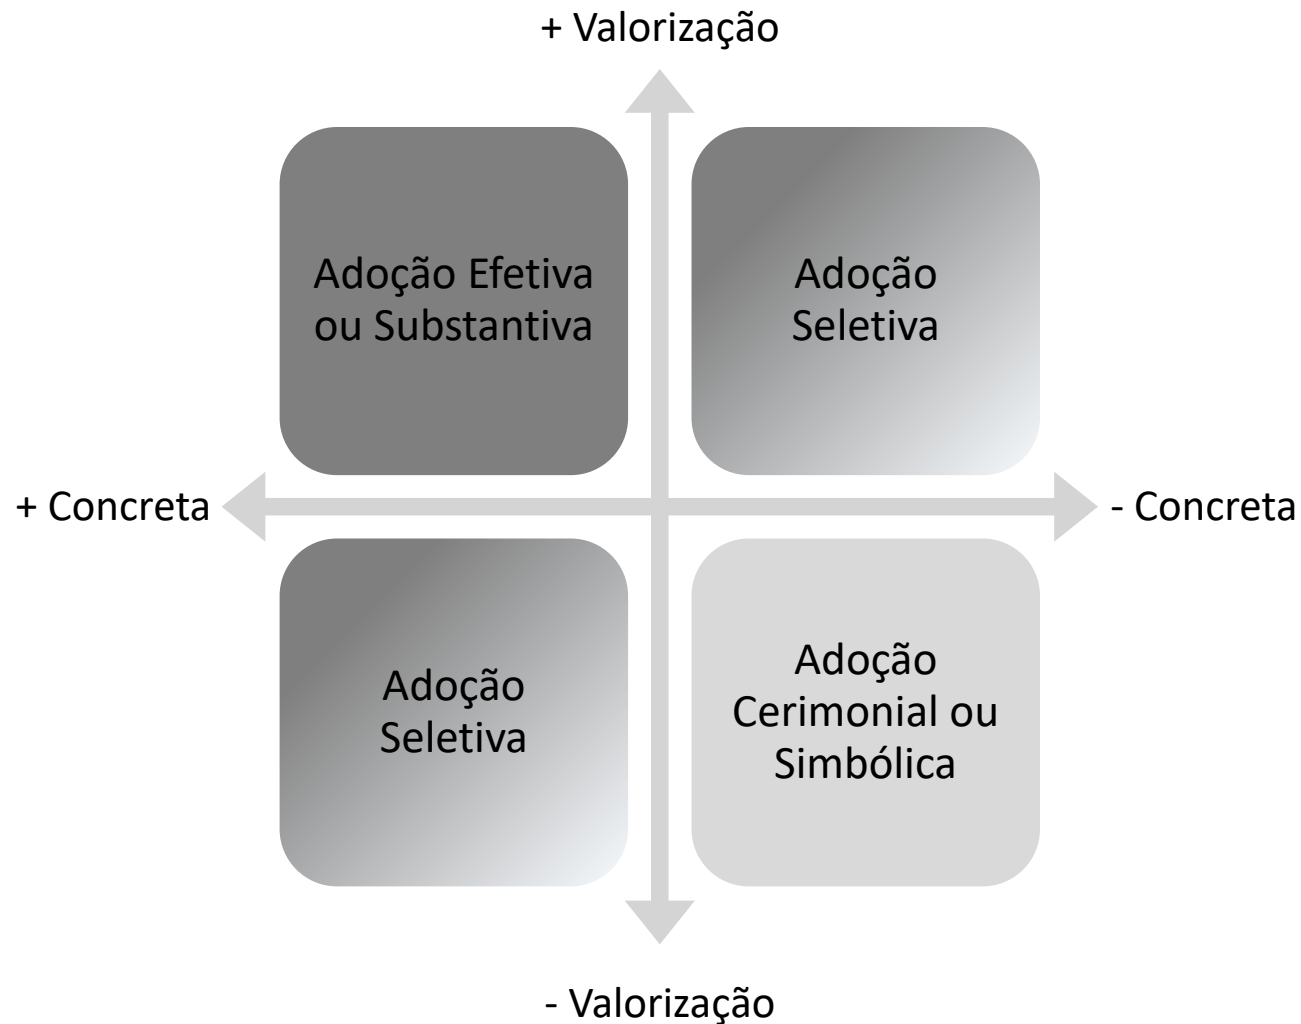 + Valorização
Adoção Efetiva
ou Substantiva
Adoção
Seletiva
+ Concreta
- Concreta
Adoção
Seletiva
Adoção
Cerimonial ou
Simbólica
- Valorização